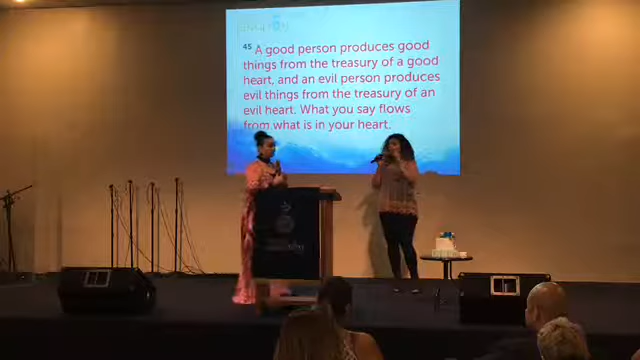 45 A good person produces good
things from the treasury of a good
heart, and an evil person produces
evil things from the treasury of an
evil heart. What you say flows
from what is in your heart.